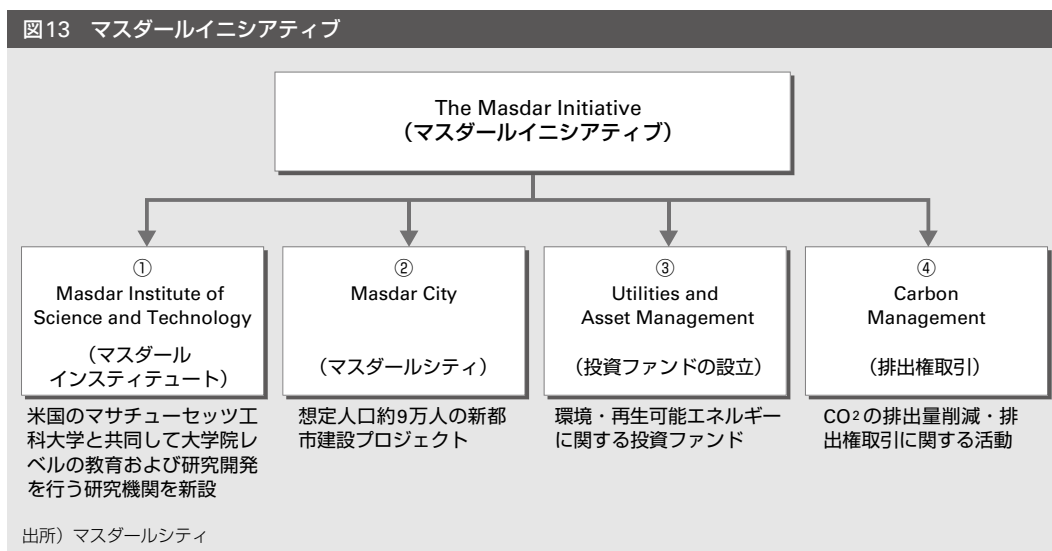 図13 マスダールイニシアティブ
The Masdar Initiative
（マスダールイニシアティブ）
①
Masdar Institute of
Science and Technology
（マスダール
インスティテュート）
米国のマサチューセッツ工
科大学と共同して大学院レ
ベルの教育および研究開発
を行う研究機関を新設
②
Masdar City
（マスダールシティ）
想定人口約9万人の新都
市建設プロジェクト
③
Utilities and
Asset Management
（投資ファンドの設立）
環境・再生可能エネルギー
に関する投資ファンド
④
Carbon
Management
（排出権取引）
CO2の排出量削減・排
出権取引に関する活動
出所）マスダールシティ